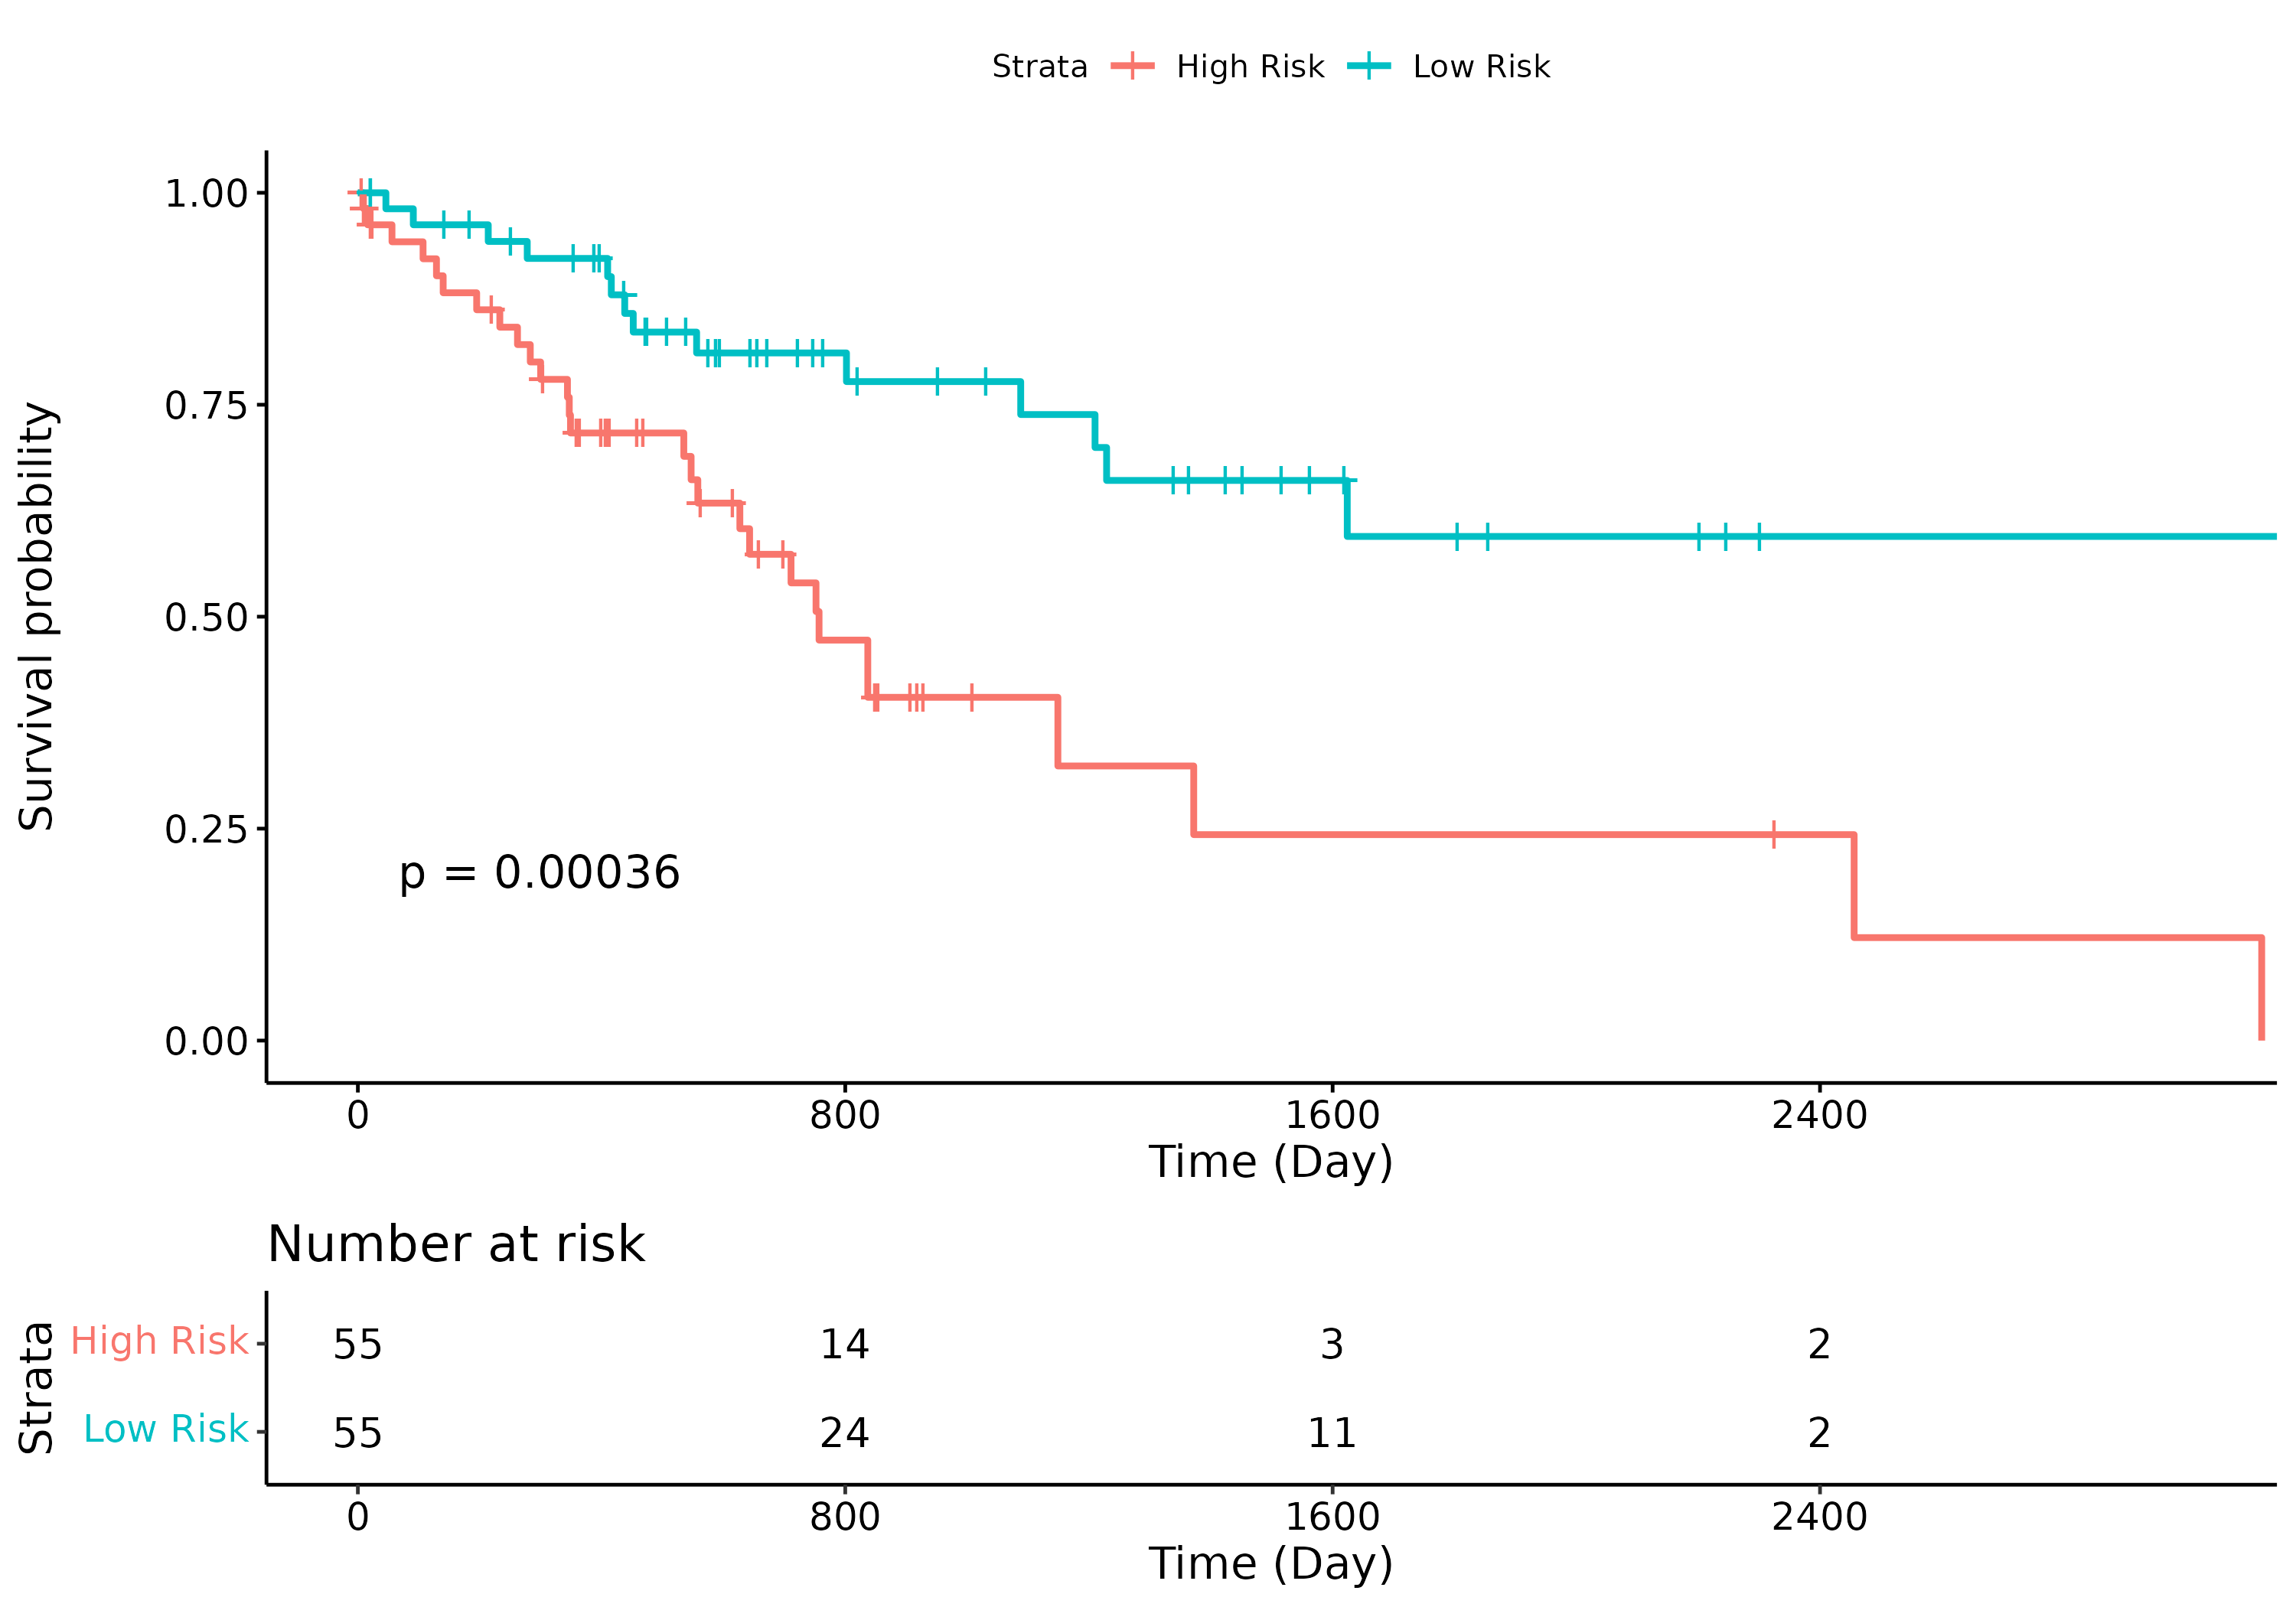 Strata High Risk Low Risk
Survival probability
1.00
0.75
0.50
0.25
0.00
p = 0.00036
0 800 1600 2400
Time (Day)
Number at risk
Strata
High Risk 55 14 3 2
Low Risk 55 24 11 2
0 800 1600 2400
Time (Day)